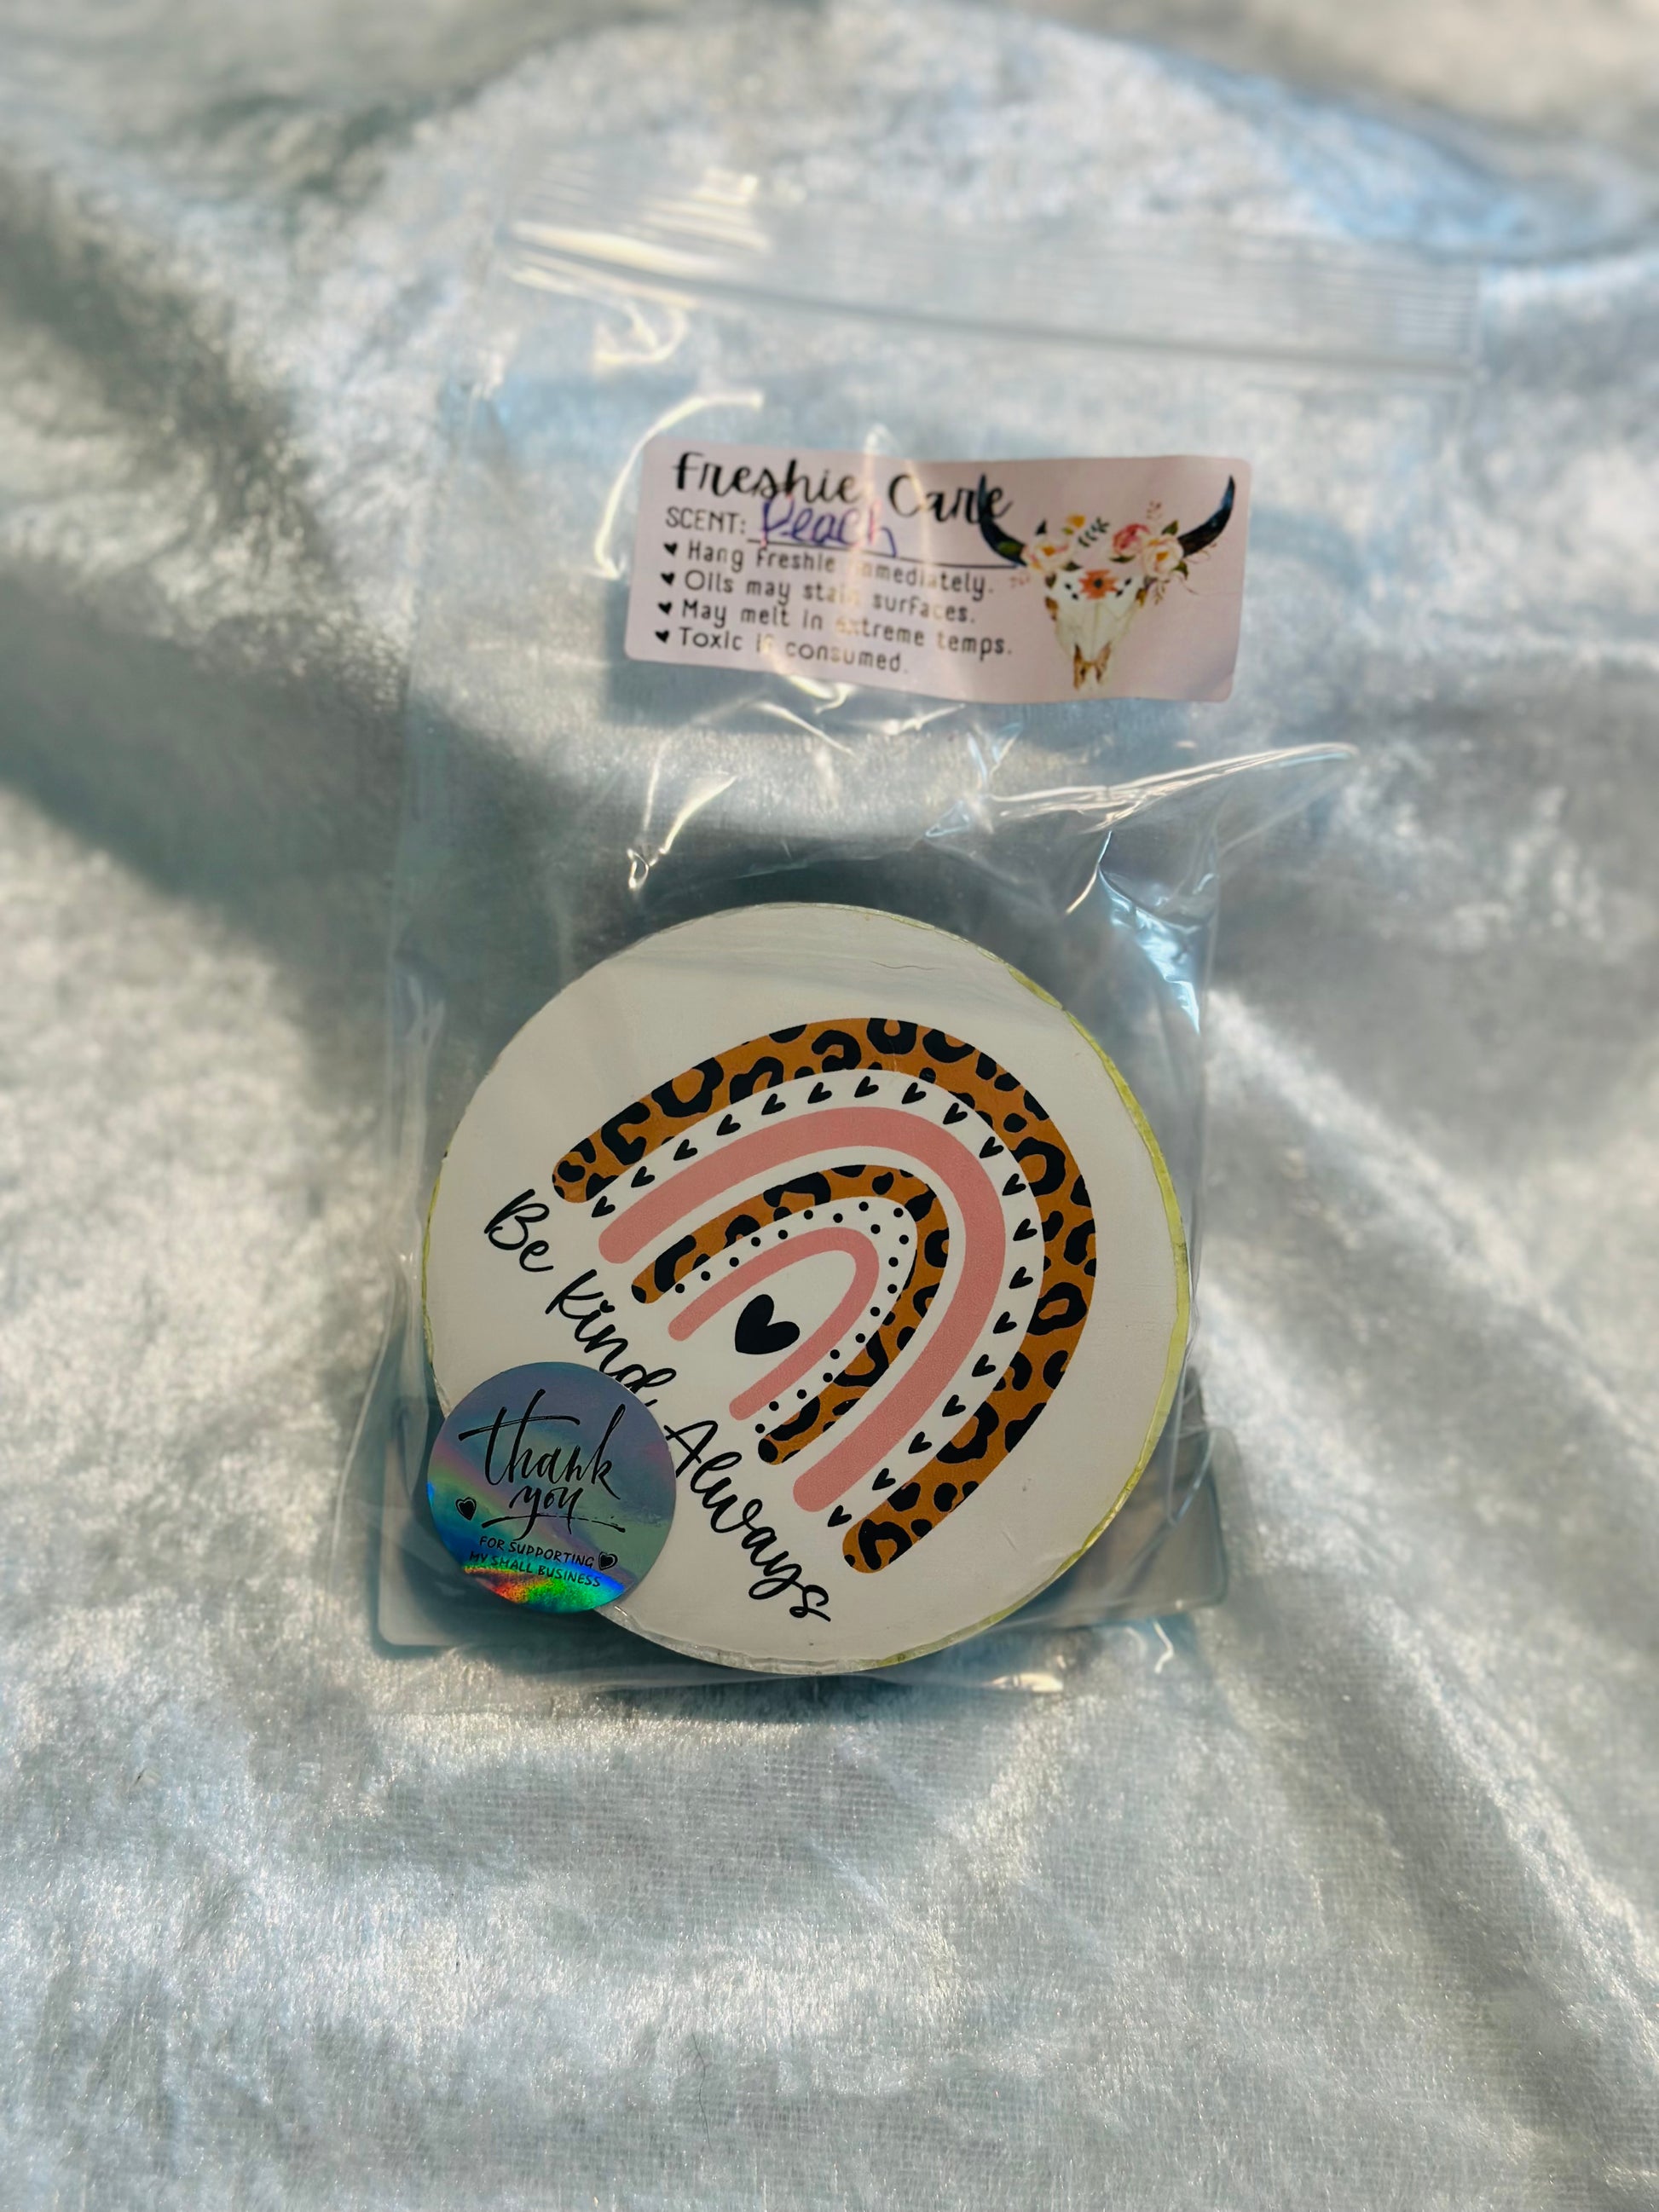 Freshie Care
SCENT: Peach
Hang freshie immediately.
Oils may stain surfaces.
May melt in extreme temps.
Toxic if consumed.
Be Kind Always
thank
you
FOR SUPPORTING
MY SMALL BUSINESS